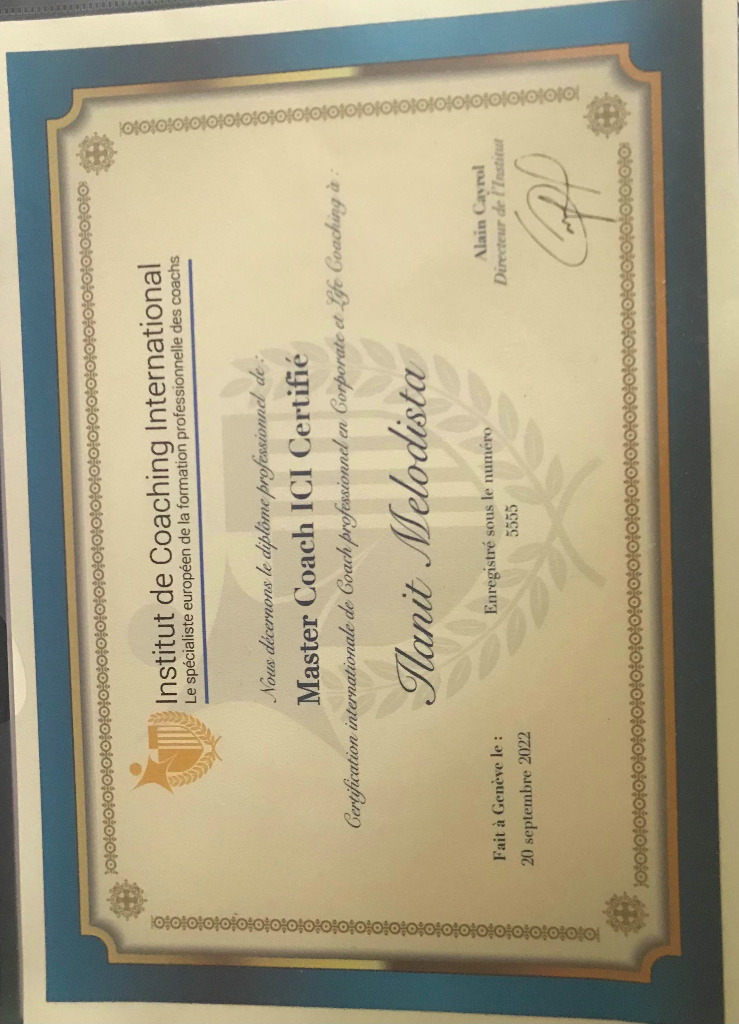 Institut de Coaching International
Le spécialiste européen de la formation professionnelle des coachs
Nous décernons le diplôme professionnel de :
Master Coach ICI Certifié
Certification internationale de Coach professionnel en Corporate et Life Coaching à :
Ilanit Melodista
Enregistré sous le numéro
5555
Fait à Genève le :
20 septembre 2022
Alain Cayrol
Directeur de l'Institut